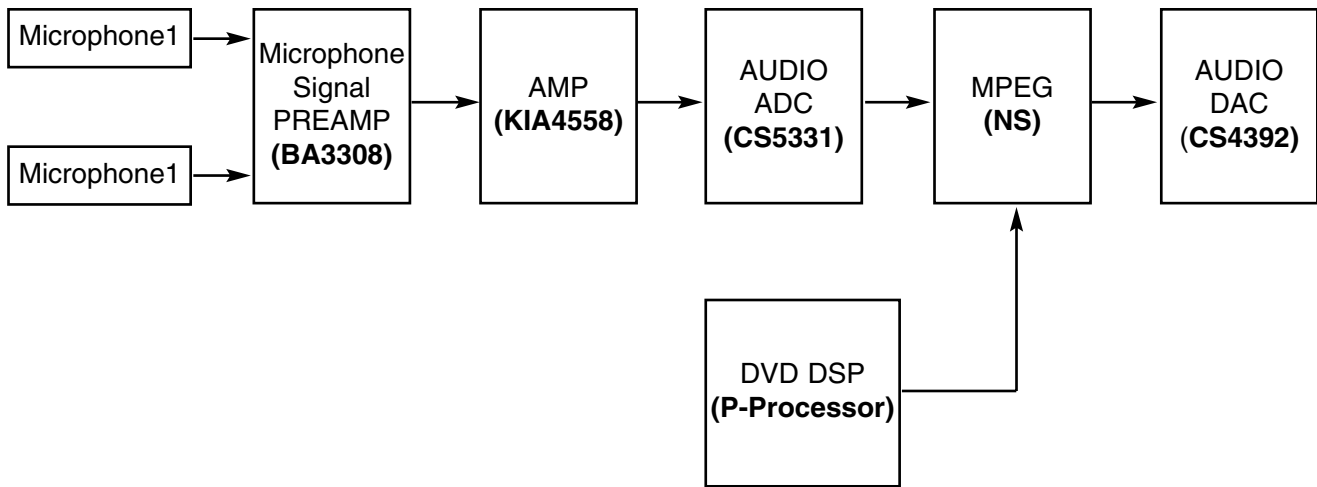 Microphone1
Microphone1
Microphone
Signal
PREAMP
(BA3308)
AMP
(KIA4558)
AUDIO
ADC
(CS5331)
MPEG
(NS)
AUDIO
DAC
(CS4392)
DVD DSP
(P-Processor)